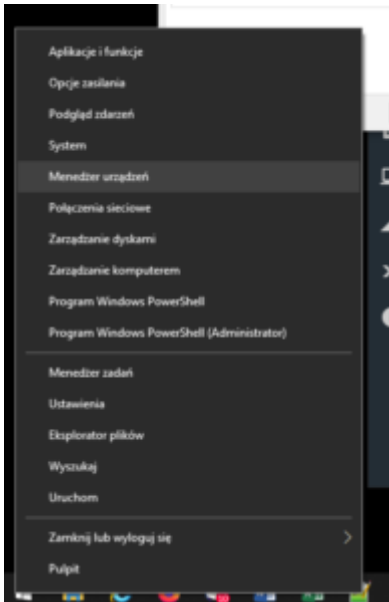 Aplikacje i funkcje
Opcje zasilania
Podgląd zdarzeń
System
Menedżer urządzeń
Połączenia sieciowe
Zarządzanie dyskami
Zarządzanie komputerem
Program Windows PowerShell
Program Windows PowerShell (Administrator)
Menedżer zadań
Ustawienia
Eksplorator plików
Wyszukaj
Uruchom
Zamknij lub wyloguj się
Pulpit